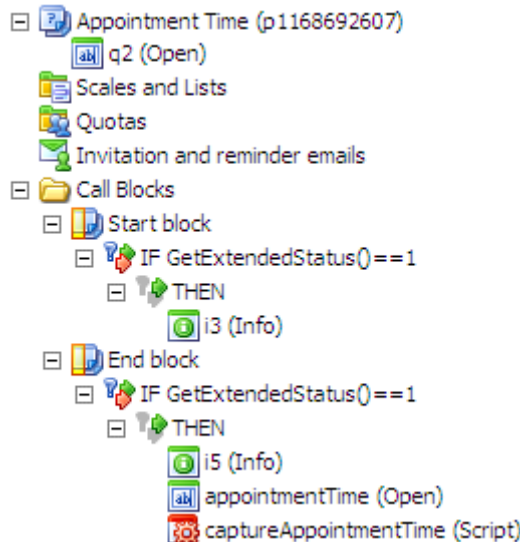 Appointment Time (p1168692607)
q2 (Open)
Scales and Lists
Quotas
Invitation and reminder emails
Call Blocks
Start block
IF GetExtendedStatus()==1
THEN
i3 (Info)
End block
IF GetExtendedStatus()==1
THEN
i5 (Info)
appointmentTime (Open)
captureAppointmentTime (Script)